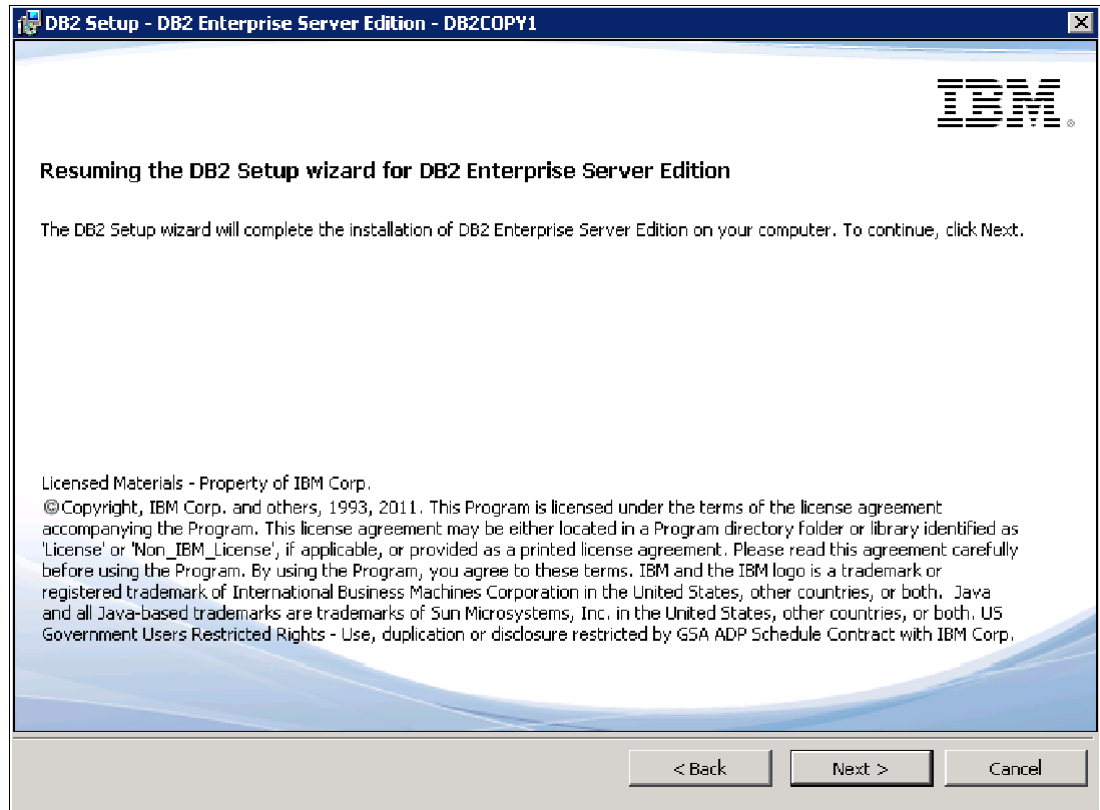 DB2 Setup - DB2 Enterprise Server Edition - DB2COPY1
IBM®
Resuming the DB2 Setup wizard for DB2 Enterprise Server Edition
The DB2 Setup wizard will complete the installation of DB2 Enterprise Server Edition on your computer. To continue, click Next.
Licensed Materials - Property of IBM Corp.
©Copyright, IBM Corp. and others, 1993, 2011. This Program is licensed under the terms of the license agreement
accompanying the Program. This license agreement may be either located in a Program directory folder or library identified as
'License' or 'Non_IBM_License', if applicable, or provided as a printed license agreement. Please read this agreement carefully
before using the Program. By using the Program, you agree to these terms. IBM and the IBM logo is a trademark or
registered trademark of International Business Machines Corporation in the United States, other countries, or both.  Java
and all Java-based trademarks are trademarks of Sun Microsystems, Inc. in the United States, other countries, or both. US
Government Users Restricted Rights - Use, duplication or disclosure restricted by GSA ADP Schedule Contract with IBM Corp.
< Back Next > Cancel